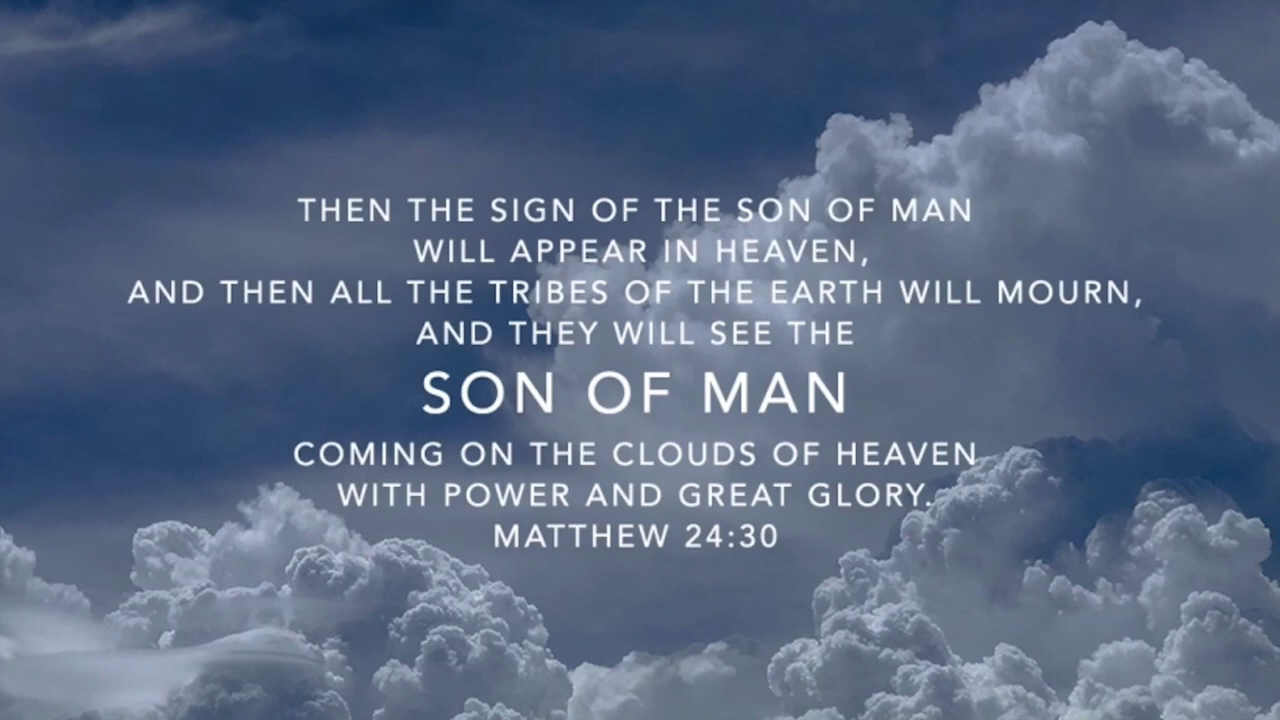 THEN THE SIGN OF THE SON OF MAN
WILL APPEAR IN HEAVEN,
AND THEN ALL THE TRIBES OF THE EARTH WILL MOURN,
AND THEY WILL SEE THE
SON OF MAN
COMING ON THE CLOUDS OF HEAVEN
WITH POWER AND GREAT GLORY.
MATTHEW 24:30